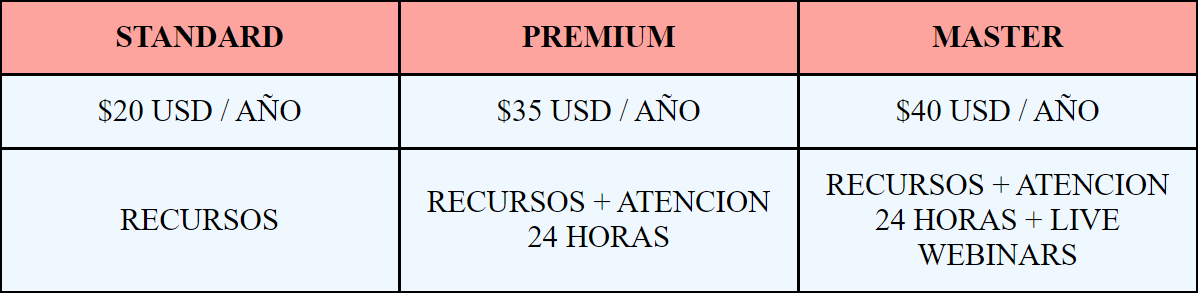 STANDARD
PREMIUM
MASTER
$20 USD / AÑO
$35 USD / AÑO
$40 USD / AÑO
RECURSOS
RECURSOS + ATENCION
24 HORAS
RECURSOS + ATENCION
24 HORAS + LIVE
WEBINARS